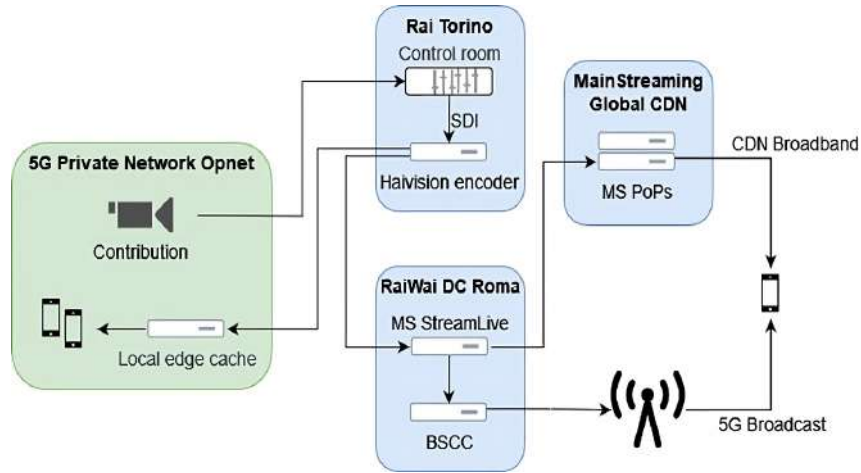 Rai Torino
Control room
SDI
Haivision encoder
MainStreaming
Global CDN
MS PoPs
CDN Broadband
5G Private Network Opnet
Contribution
Local edge cache
RaiWai DC Roma
MS StreamLive
BSCC
5G Broadcast